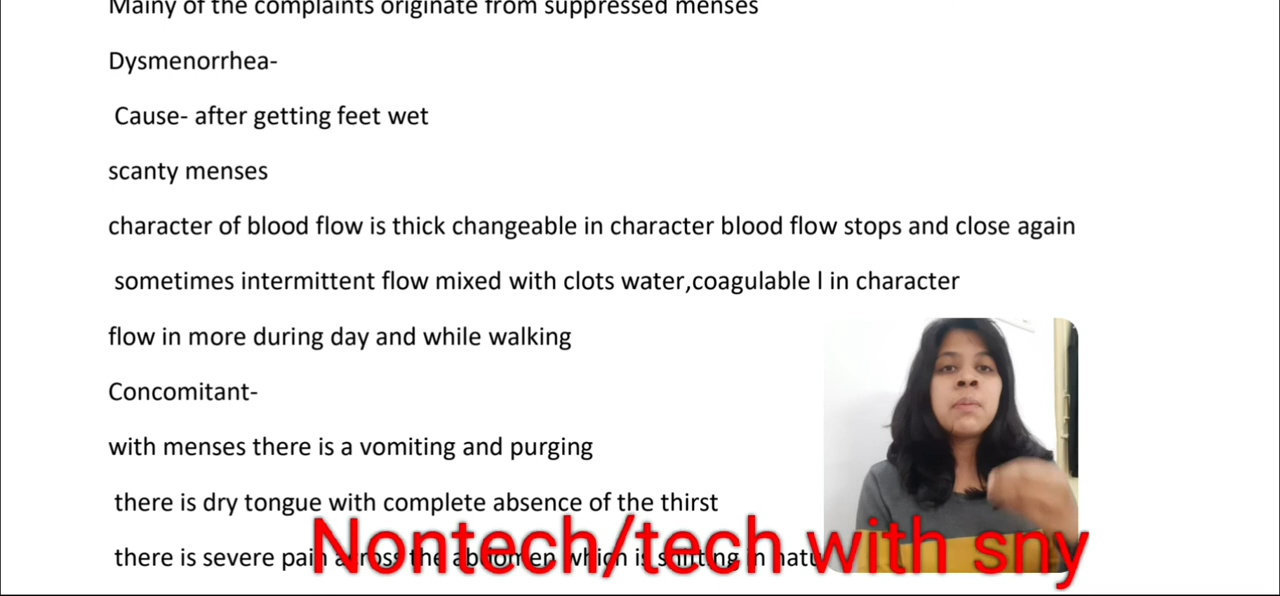 Mainy of the complaints originate from suppressed menses
Dysmenorrhea-
Cause- after getting feet wet
scanty menses
character of blood flow is thick changeable in character blood flow stops and close again
sometimes intermittent flow mixed with clots water,coagulable l in character
flow in more during day and while walking
Concomitant-
with menses there is a vomiting and purging
there is dry tongue with complete absence of the thirst
there is severe pain across the abdomen which is shifting in natu
Nontech/tech with sny